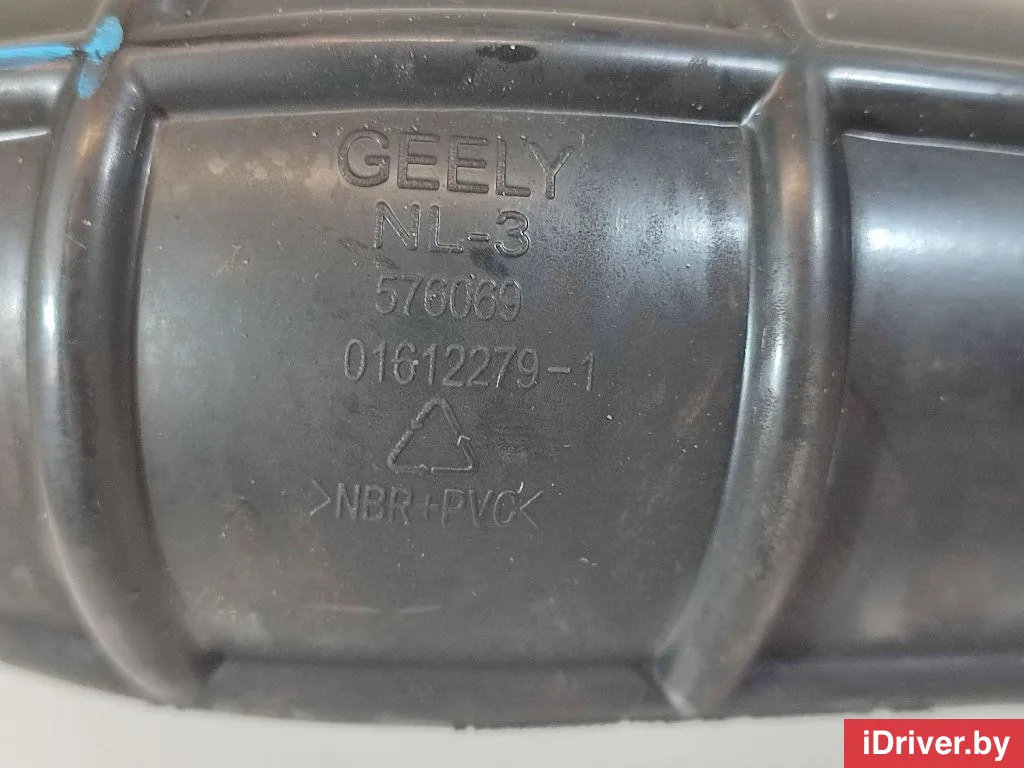 GEELY
NL-3
576069
01612279-1
>NBR+PVC<
iDriver.by